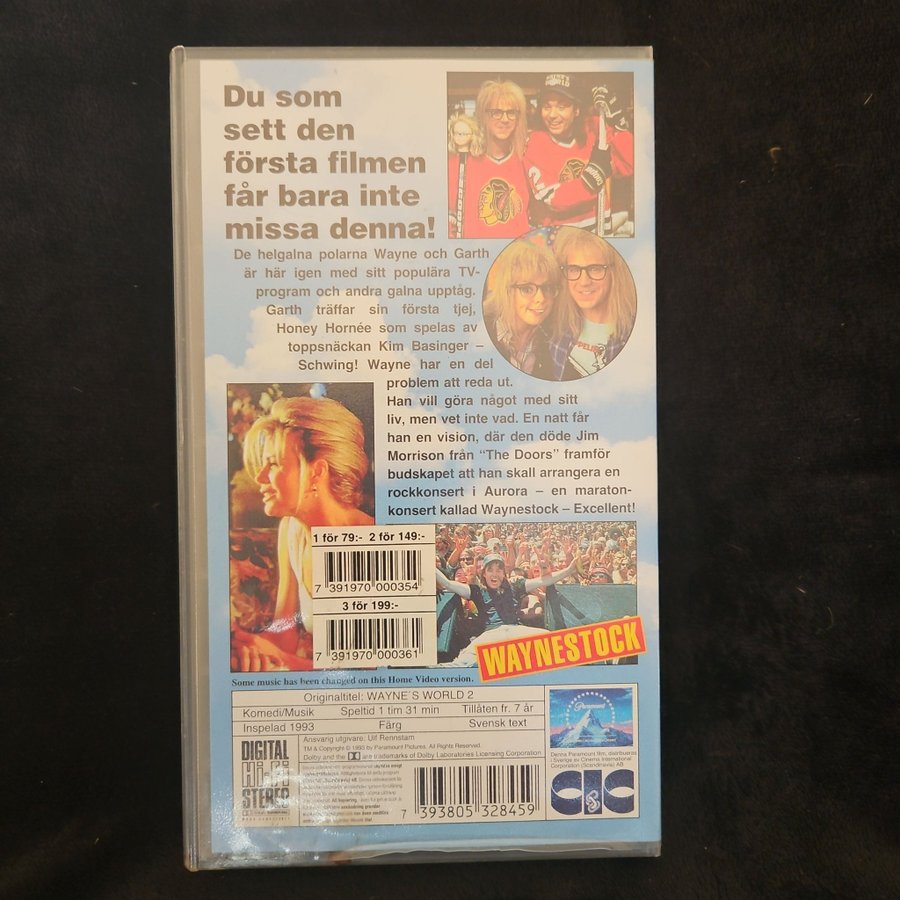 Du som
sett den
första filmen
får bara inte
missa denna!
De helgalna polarna Wayne och Garth
är här igen med sitt populära TV-
program och andra galna upptåg.
Garth träffar sin första tjej,
Honey Hornée som spelas av
toppsnäckan Kim Basinger –
Schwing! Wayne har en del
problem att reda ut.
Han vill göra något med sitt
liv, men vet inte vad. En natt får
han en vision, där den döde Jim
Morrison från “The Doors” framför
budskapet att han skall arrangera en
rockkonsert i Aurora – en maraton-
konsert kallad Waynestock – Excellent!
1 för 79:- 2 för 149:-
7 391970 000354
3 för 199:-
7 391970 000361
WAYNESTOCK
Some music has been changed on this Home Video version.
Originaltitel: WAYNE´S WORLD 2
Komedi/Musik Speltid 1 tim 31 min Tillåten fr. 7 år
Inspelad 1993 Färg Svensk text
Ansvarig utgivare: Ulf Rennstam
TM & Copyright © 1993 by Paramount Pictures. All Rights Reserved.
Dolby and the are trademarks of Dolby Laboratories Licensing Corporation
DIGITAL
Hi-Fi
STEREO
7 393805 328459
Paramount
Denna Paramount film, distribueras
i Sverige av Cinema International
Corporation (Scandinavia) AB
CIC